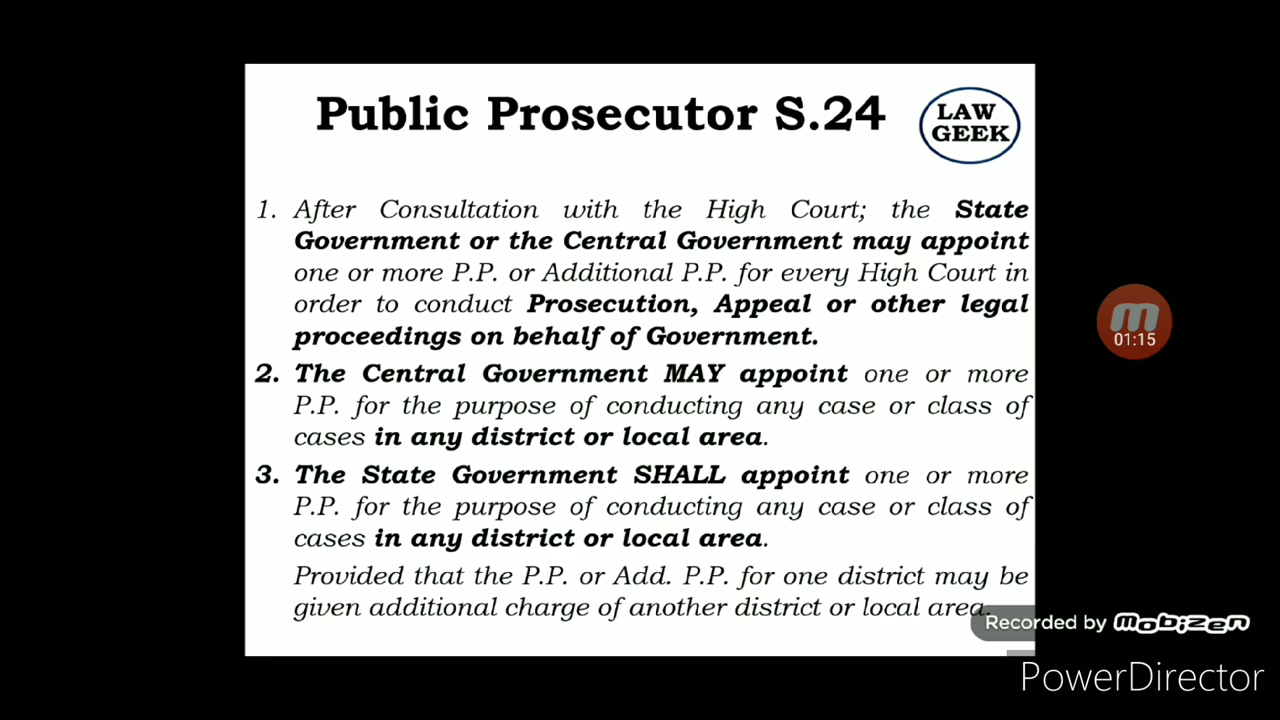 Public Prosecutor S.24
LAW
GEEK
1. After Consultation with the High Court; the State
Government or the Central Government may appoint
one or more P.P. or Additional P.P. for every High Court in
order to conduct Prosecution, Appeal or other legal
proceedings on behalf of Government.
2. The Central Government MAY appoint one or more
P.P. for the purpose of conducting any case or class of
cases in any district or local area.
3. The State Government SHALL appoint one or more
P.P. for the purpose of conducting any case or class of
cases in any district or local area.
Provided that the P.P. or Add. P.P. for one district may be
given additional charge of another district or local area.
01:15
Recorded by mobizen
PowerDirector